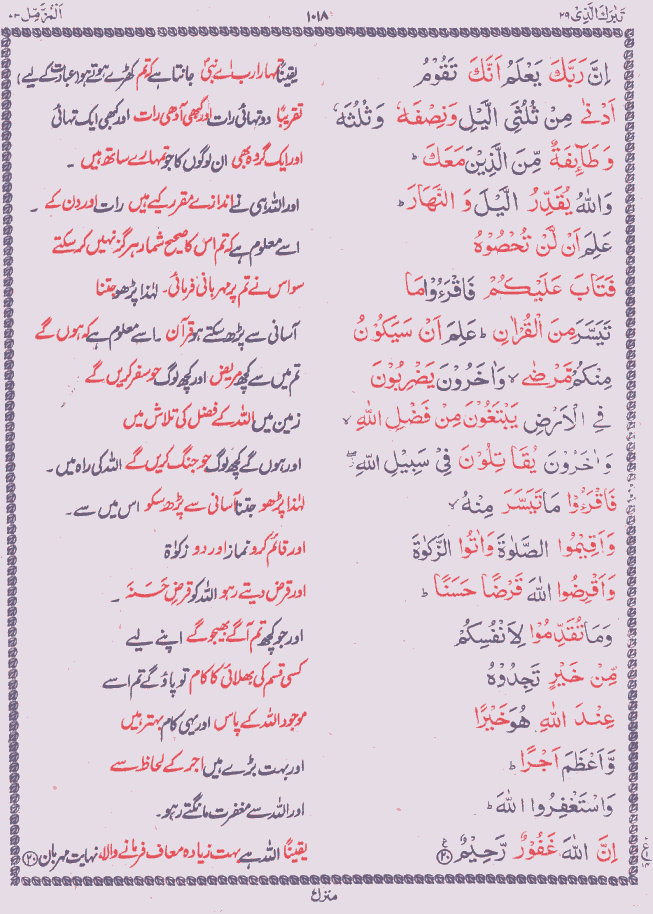 تَبٰرَكَ الَّذِیْ ۲۹ ۱۰۱۸ اَلْمُزَّمِّل ۷۳
اِنَّ رَبَّكَ یَعْلَمُ اَنَّكَ تَقُوْمُ یقیناً تمہارا رب اے نبیؐ جانتا ہے کہ تم کھڑے ہوتے ہو (عبادت کے لیے)
اَدْنٰی مِنْ ثُلُثَیِ الَّیْلِ وَنِصْفَهٗ وَثُلُثَهٗ تقریباً دو تہائی رات اور کبھی آدھی رات اور کبھی ایک تہائی
وَطَآىِٕفَةٌ مِّنَ الَّذِیْنَ مَعَكَ ؕ اور ایک گروہ بھی ان لوگوں کا جو تمہارے ساتھ ہیں ۔
وَاللّٰهُ یُقَدِّرُ الَّیْلَ وَ النَّهَارَ ؕ اور اللہ ہی نے اندازے مقرر کیے ہیں رات اور دن کے ۔
عَلِمَ اَنْ لَّنْ تُحْصُوْهُ اسے معلوم ہے کہ تم اس کا صحیح شمار ہرگز نہیں کر سکتے
فَتَابَ عَلَیْكُمْ فَاقْرَءُوْا مَا سو اس نے تم پر مہربانی فرمائی۔ لہٰذا پڑھو جتنا
تَیَسَّرَ مِنَ الْقُرْاٰنِ ؕ عَلِمَ اَنْ سَیَكُوْنُ آسانی سے پڑھ سکتے ہو قرآن ۔ اسے معلوم ہے کہ ہوں گے
مِنْكُمْ مَّرْضٰی ۙ وَاٰخَرُوْنَ یَضْرِبُوْنَ تم میں سے کچھ مریض اور کچھ لوگ جو سفر کریں گے
فِی الْاَرْضِ یَبْتَغُوْنَ مِنْ فَضْلِ اللّٰهِ ۙ زمین میں اللہ کے فضل کی تلاش میں
وَاٰخَرُوْنَ یُقَاتِلُوْنَ فِیْ سَبِیْلِ اللّٰهِ ۖ اور ہوں گے کچھ لوگ جو جنگ کریں گے اللہ کی راہ میں ۔
فَاقْرَءُوْا مَا تَیَسَّرَ مِنْهُ ۙ لہٰذا پڑھو جتنا آسانی سے پڑھ سکو اس میں سے ۔
وَاَقِیْمُوا الصَّلٰوةَ وَاٰتُوا الزَّكٰوةَ اور قائم کرو نماز اور دو زکوٰۃ
وَاَقْرِضُوا اللّٰهَ قَرْضًا حَسَنًا ؕ اور قرض دیتے رہو اللہ کو قرضِ حَسَنَہ ۔
وَمَا تُقَدِّمُوْا لِاَنْفُسِكُمْ اور جو کچھ تم آگے بھیجو گے اپنے لیے
مِّنْ خَیْرٍ تَجِدُوْهُ کسی قسم کی بھلائی کا کام تو پاؤ گے تم اسے
عِنْدَ اللّٰهِ هُوَ خَیْرًا موجود اللہ کے پاس اور یہی کام بہتر ہیں
وَّاَعْظَمَ اَجْرًا ؕ اور بہت بڑے ہیں اجر کے لحاظ سے
وَاسْتَغْفِرُوا اللّٰهَ ؕ اور اللہ سے مغفرت مانگتے رہو۔
اِنَّ اللّٰهَ غَفُوْرٌ رَّحِیْمٌ ﴿۲۰﴾ یقیناً اللہ ہے بہت زیادہ معاف فرمانے والا، نہایت مہربان (۲۰)
منزل ۷